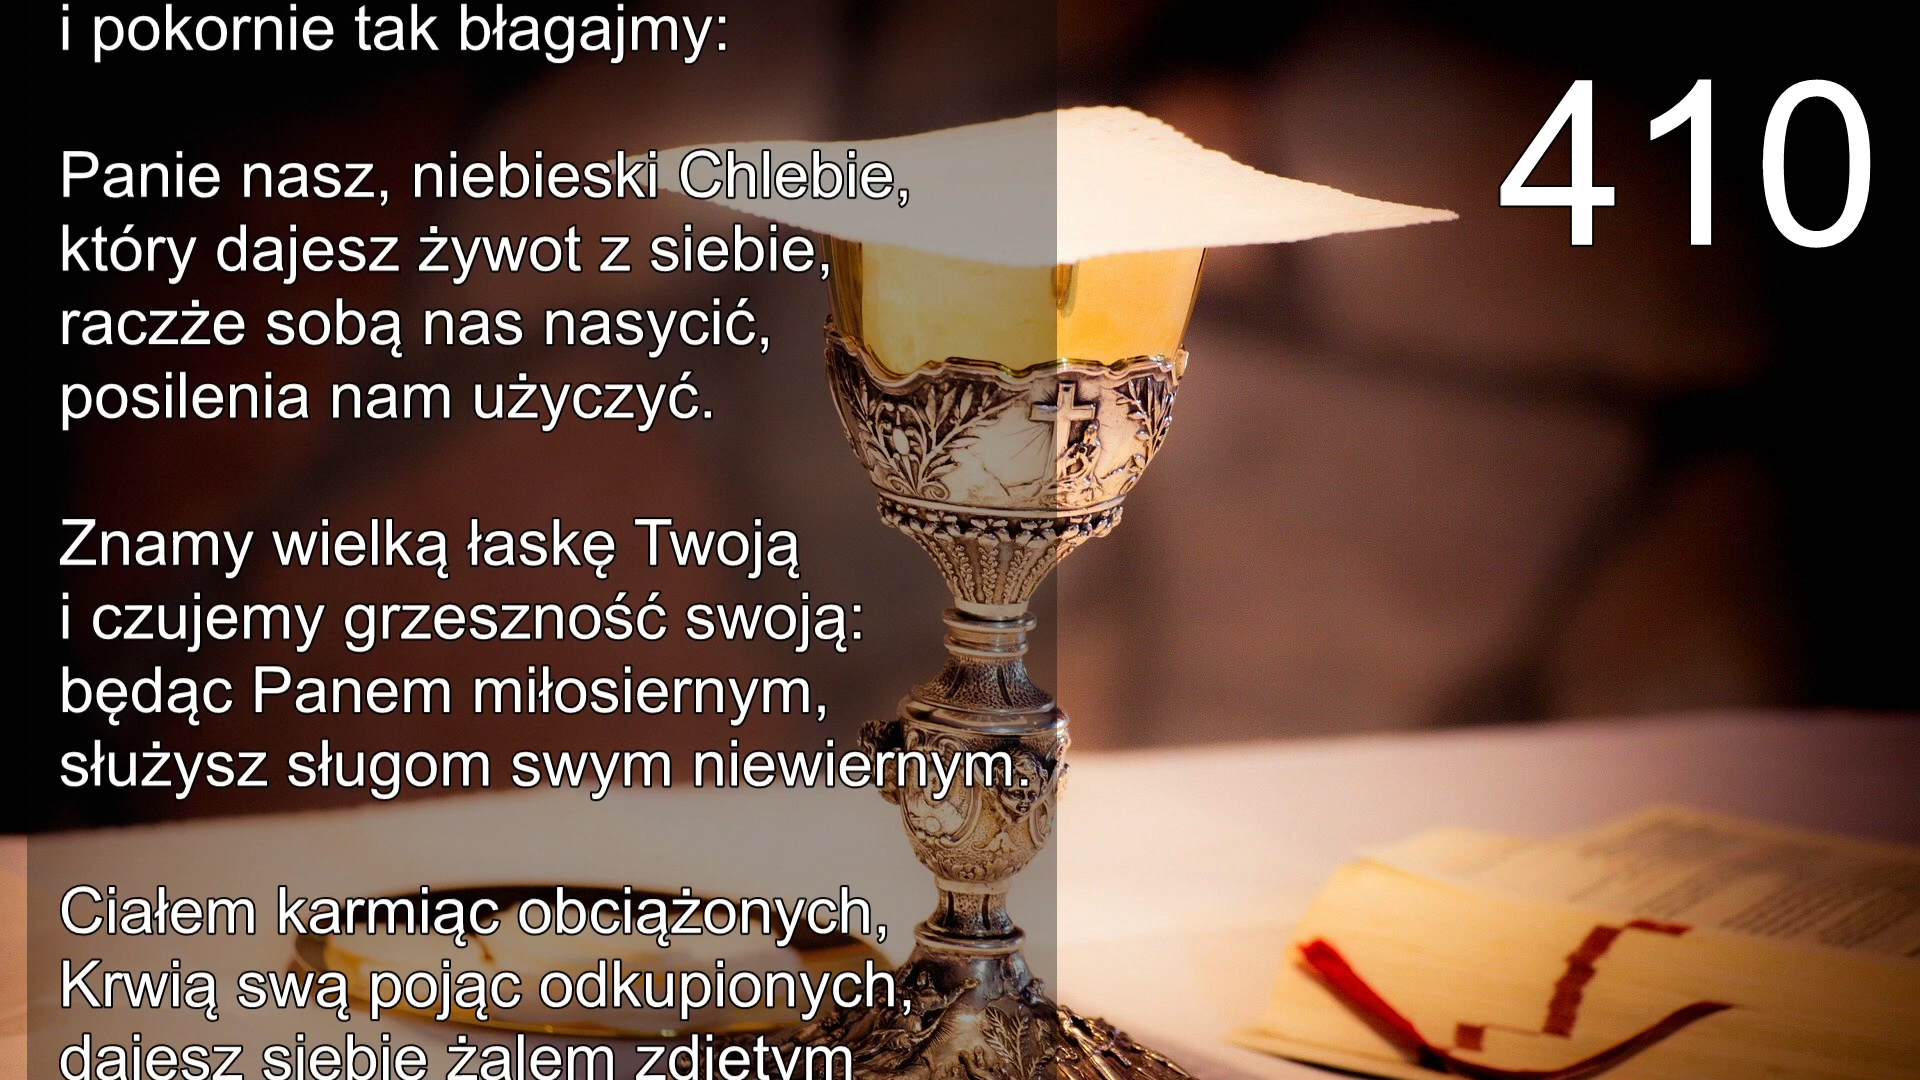 i pokornie tak błagajmy:
Panie nasz, niebieski Chlebie,
który dajesz żywot z siebie,
raczże sobą nas nasycić,
posilenia nam użyczyć.
Znamy wielką łaskę Twoją
i czujemy grzeszność swoją:
będąc Panem miłosiernym,
służysz sługom swym niewiernym.
Ciałem karmiąc obciążonych,
Krwią swą pojąc odkupionych,
dajesz siebie żalem zdjętym
410